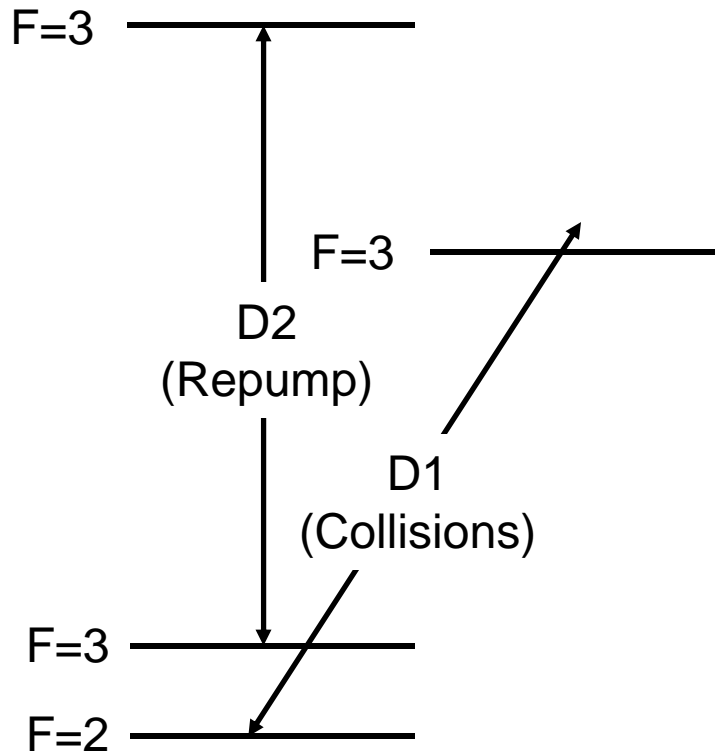 F=3
F=3
D2
(Repump)
D1
(Collisions)
F=3
F=2